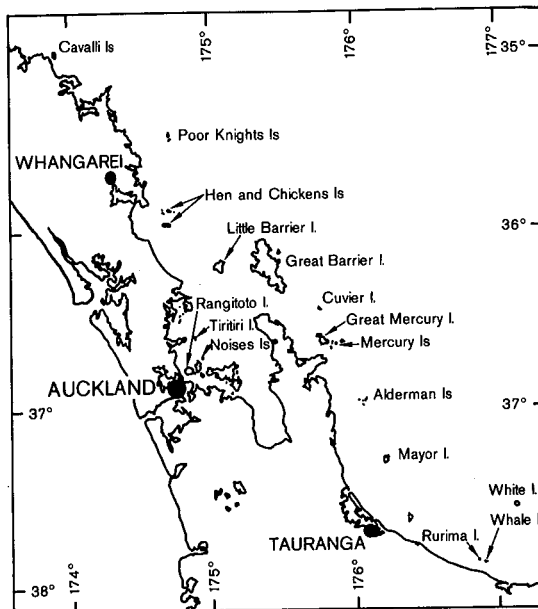 175°
176°
177°
35°
Cavalli Is
Poor Knights Is
WHANGAREI
Hen and Chickens Is
Little Barrier I.
36°
Great Barrier I.
Rangitoto I.
Cuvier I.
Tiritiri I.
Great Mercury I.
Noises Is
Mercury Is
AUCKLAND
Alderman Is
37°
37°
Mayor I.
White I.
TAURANGA
Rurima I.
Whale I.
38°
174°
175°
176°
38°